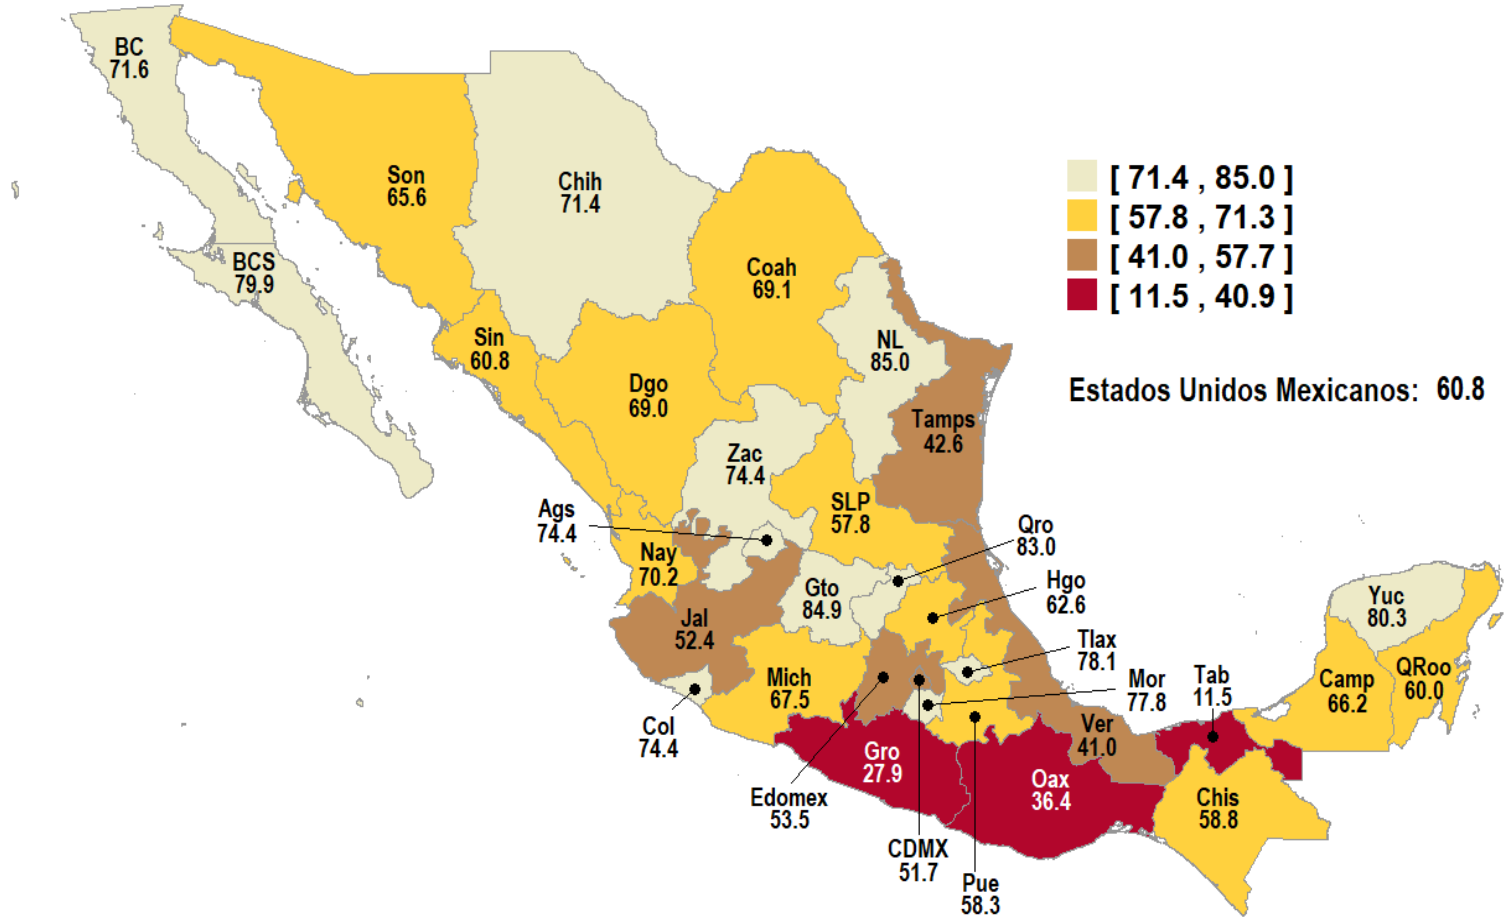 BC
71.6
Son
65.6
Chih
71.4
[ 71.4 , 85.0 ]
[ 57.8 , 71.3 ]
[ 41.0 , 57.7 ]
[ 11.5 , 40.9 ]
BCS
79.9
Coah
69.1
Sin
60.8
NL
85.0
Dgo
69.0
Estados Unidos Mexicanos: 60.8
Tamps
42.6
Zac
74.4
SLP
57.8
Ags
74.4
Qro
83.0
Nay
70.2
Gto
84.9
Hgo
62.6
Yuc
80.3
Jal
52.4
Tlax
78.1
Mich
67.5
Mor
77.8
Tab
11.5
Camp
66.2
QRoo
60.0
Col
74.4
Ver
41.0
Gro
27.9
Oax
36.4
Edomex
53.5
Chis
58.8
CDMX
51.7
Pue
58.3